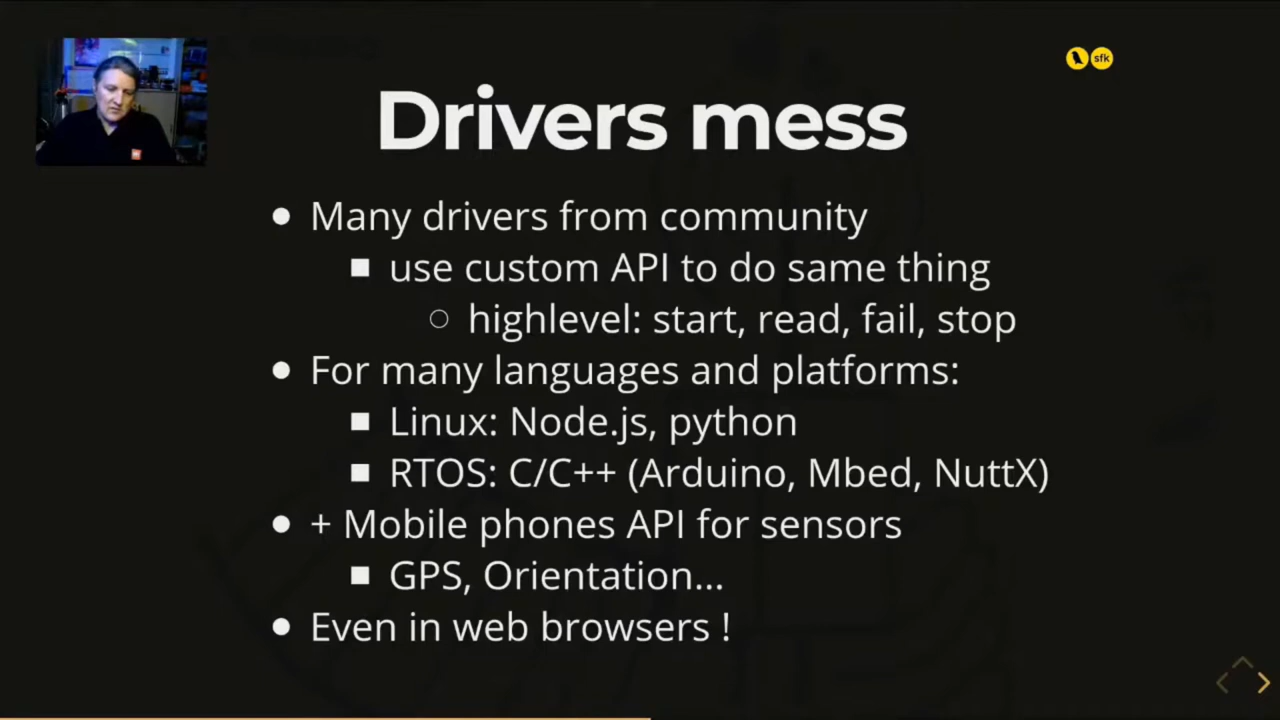 sfk
Drivers mess
Many drivers from community
use custom API to do same thing
highlevel: start, read, fail, stop
For many languages and platforms:
Linux: Node.js, python
RTOS: C/C++ (Arduino, Mbed, NuttX)
+ Mobile phones API for sensors
GPS, Orientation...
Even in web browsers !